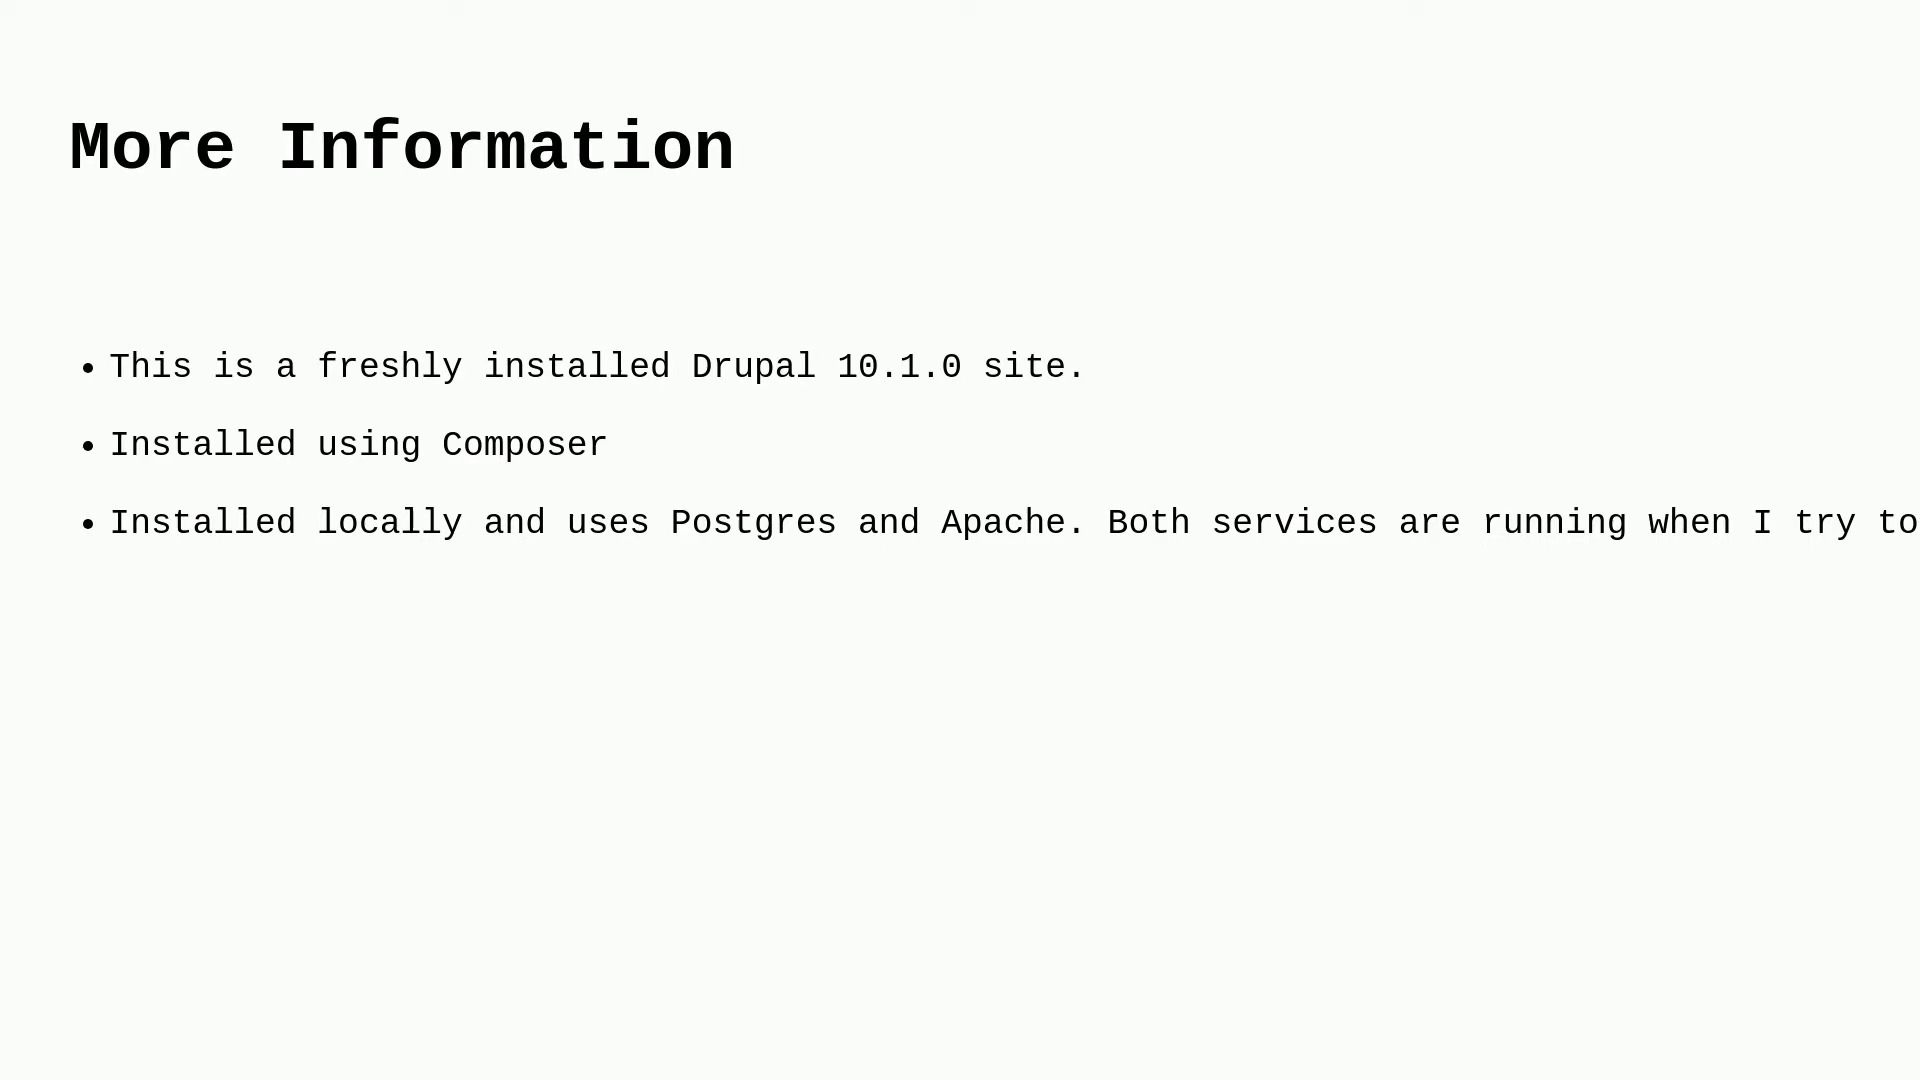 More Information
• This is a freshly installed Drupal 10.1.0 site.
• Installed using Composer
• Installed locally and uses Postgres and Apache. Both services are running when I try to